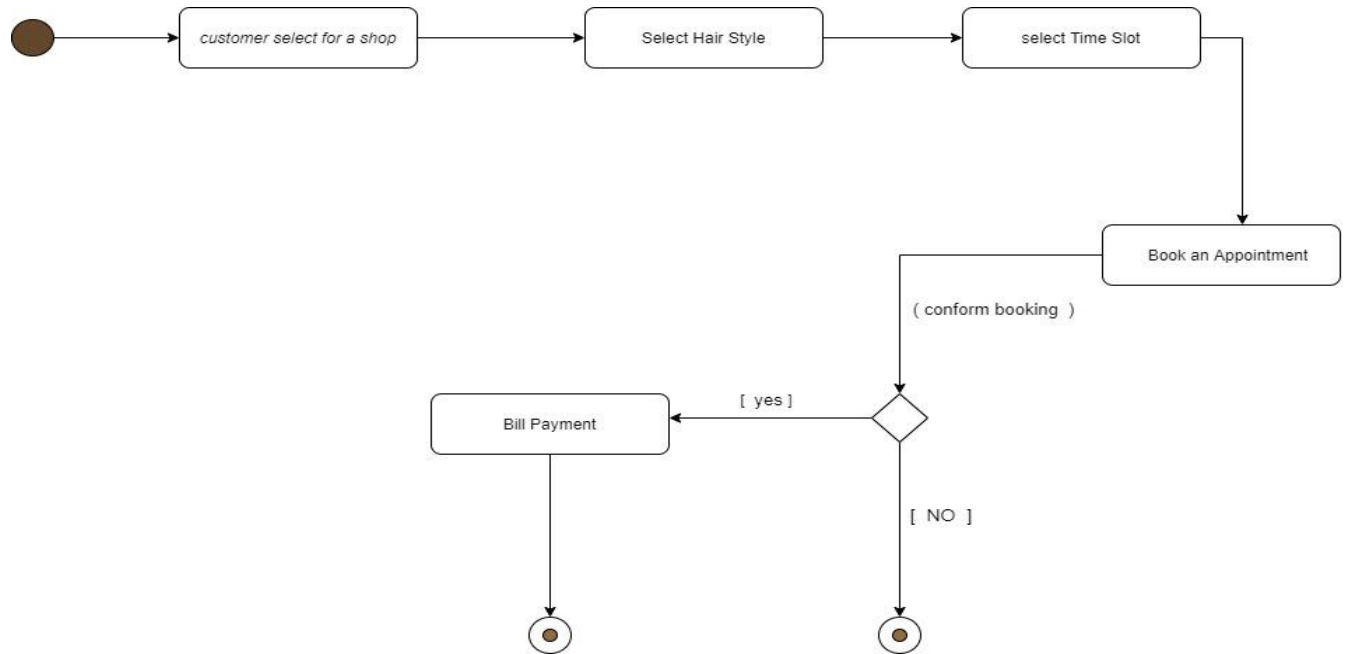 customer select for a shop
Select Hair Style
select Time Slot
Book an Appointment
( conform booking )
[ yes ]
Bill Payment
[ NO ]